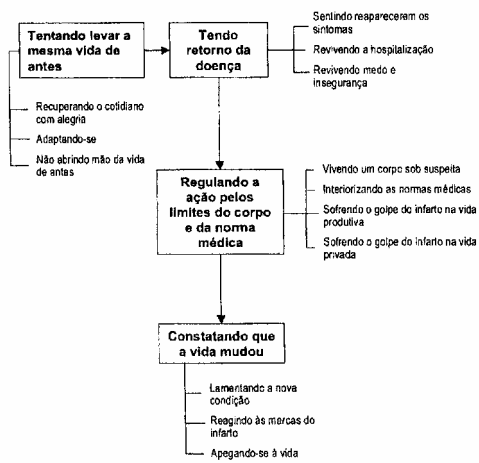 Tentando levar a
mesma vida de
antes
Tendo
retorno da
doença
Sentindo reaparecerem os
sintomas
Revivendo a hospitalização
Revivendo medo e
insegurança
Recuperando o cotidiano
com alegria
Adaptando-se
Não abrindo mão da vida
de antes
Regulando a
ação pelos
limites do corpo
e da norma
médica
Vivendo um corpo sob suspeita
Interiorizando as normas médicas
Sofrendo o golpe do infarto na vida
produtiva
Sofrendo o golpe do infarto na vida
privada
Constatando que
a vida mudou
Lamentando a nova
condição
Reagindo às marcas do
infarto
Apegando-se à vida